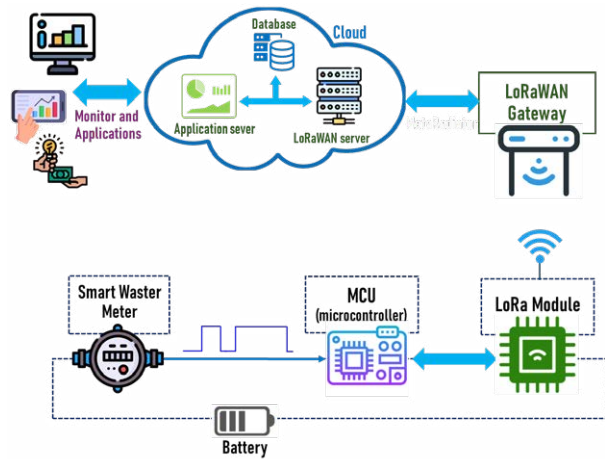 Database
Cloud
LoRaWAN
Gateway
Monitor and
Applications
Application sever
LoRaWAN server
Smart Waster
Meter
MCU
(microcontroller)
LoRa Module
Battery